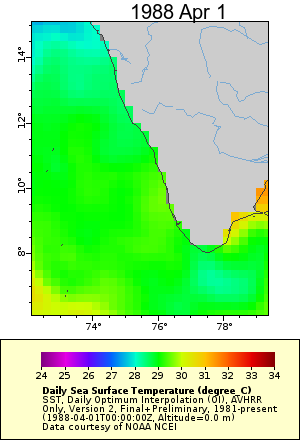 1988 Apr 1
14°
12°
10°
8°
74° 76° 78°
24 25 26 27 28 29 30 31 32 33 34
Daily Sea Surface Temperature (degree_C)
SST, Daily Optimum Interpolation (OI), AVHRR
Only, Version 2, Final+Preliminary, 1981-present
(1988-04-01T00:00:00Z, Altitude=0.0 m)
Data courtesy of NOAA NCEI